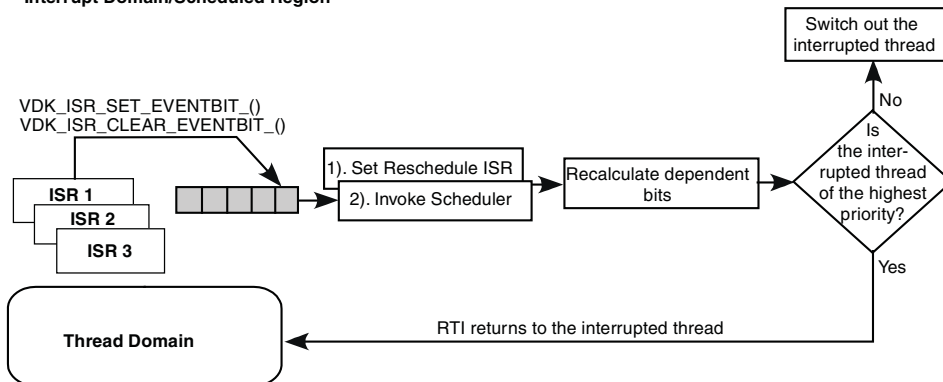 Interrupt Domain/Scheduled Region
Switch out the
interrupted thread
VDK_ISR_SET_EVENTBIT_()
VDK_ISR_CLEAR_EVENTBIT_()
No
Is
the inter-
rupted thread
of the highest
priority?
1). Set Reschedule ISR
2). Invoke Scheduler
Recalculate dependent
bits
ISR 1
ISR 2
ISR 3
Yes
RTI returns to the interrupted thread
Thread Domain